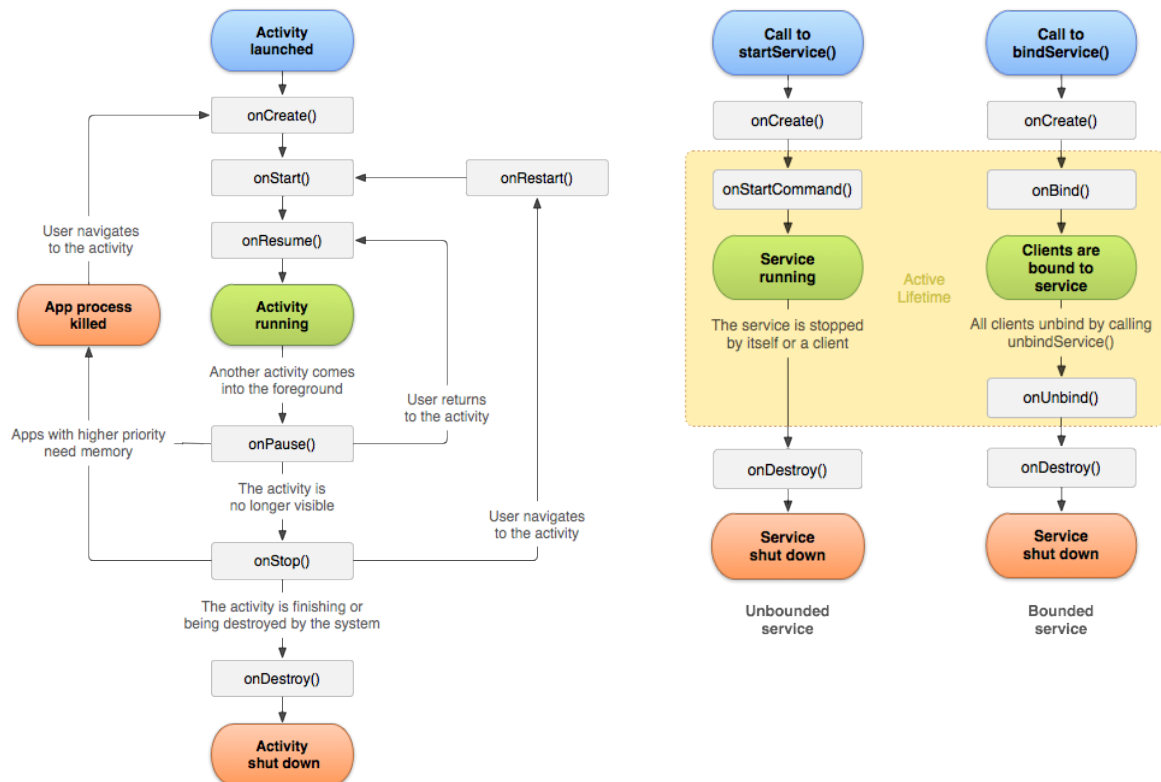 Activity
launched
onCreate()
onStart()
onRestart()
User navigates
to the activity
onResume()
App process
killed
Activity
running
Another activity comes
into the foreground
User returns
to the activity
Apps with higher priority
need memory
onPause()
The activity is
no longer visible
User navigates
to the activity
onStop()
The activity is finishing or
being destroyed by the system
onDestroy()
Activity
shut down
Call to
startService()
onCreate()
onStartCommand()
Service
running
The service is stopped
by itself or a client
onDestroy()
Service
shut down
Unbounded
service
Active
Lifetime
Call to
bindService()
onCreate()
onBind()
Clients are
bound to
service
All clients unbind by calling
unbindService()
onUnbind()
onDestroy()
Service
shut down
Bounded
service